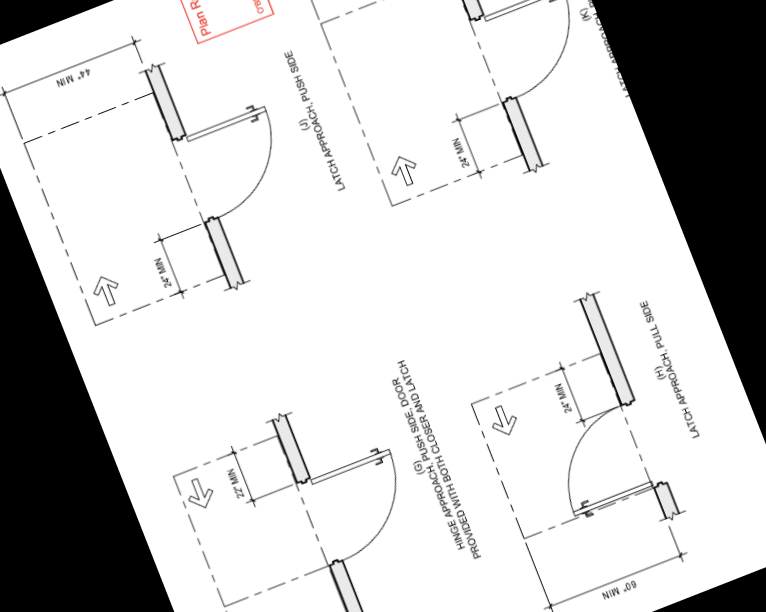 Plan R
44" MIN
24" MIN
(J)
LATCH APPROACH, PUSH SIDE
24" MIN
(K)
LATCH APPROACH,
22" MIN
(G)
HINGE APPROACH, PUSH SIDE, DOOR
PROVIDED WITH BOTH CLOSER AND LATCH
24" MIN
60" MIN
(H)
LATCH APPROACH, PULL SIDE